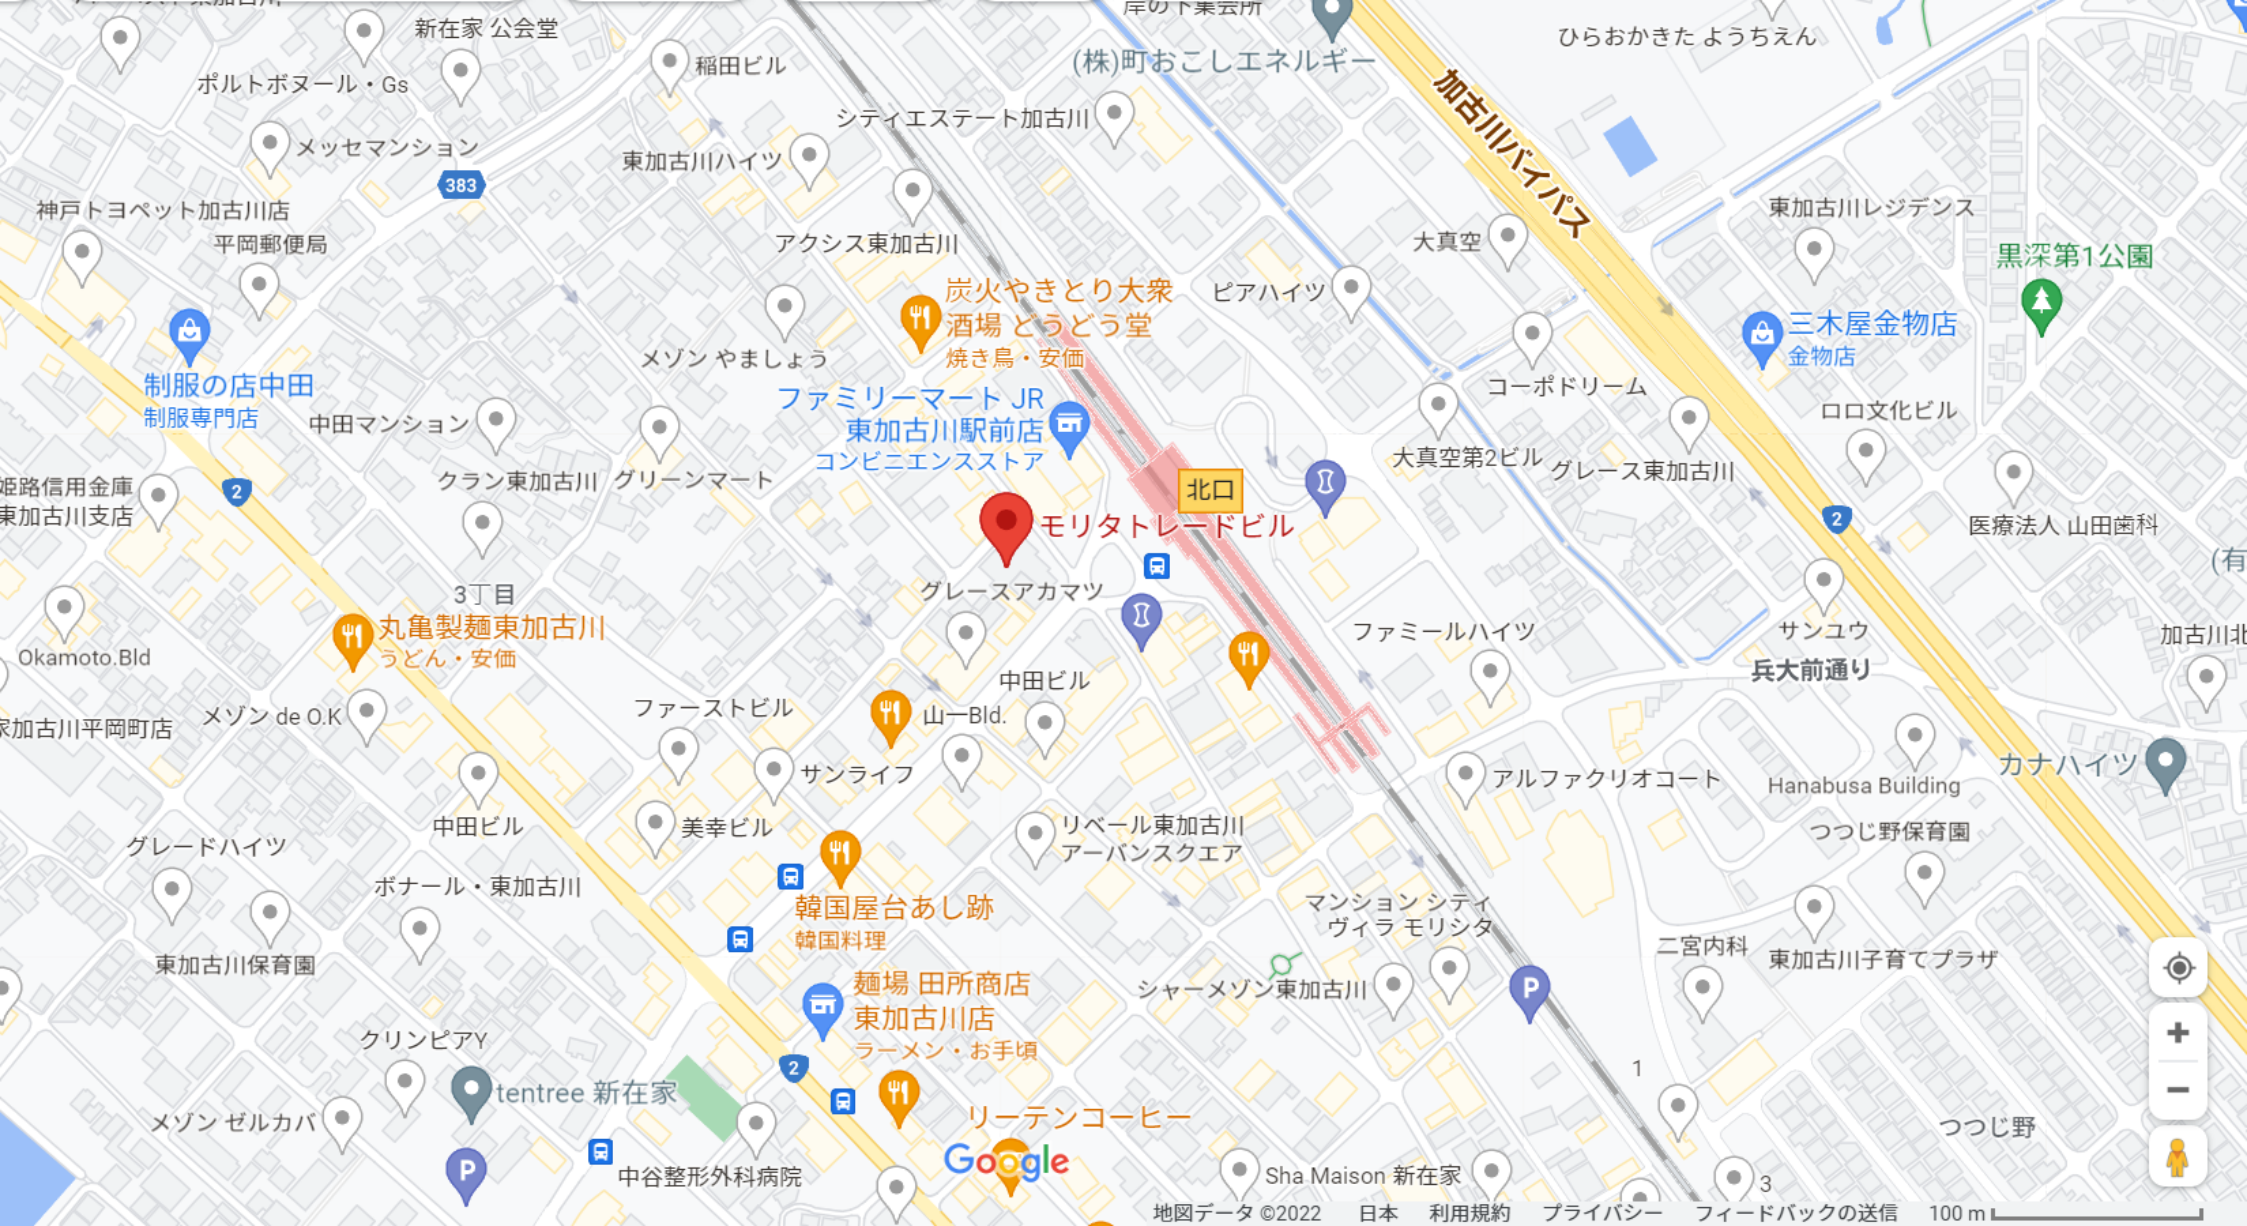 新在家 公会堂
岸の下集会所
ひらおかきた ようちえん
(株)町おこしエネルギー
稲田ビル
ポルトボヌール・Gs
加古川バイパス
シティエステート加古川
メッセマンション
東加古川ハイツ
383
神戸トヨペット加古川店
東加古川レジデンス
平岡郵便局
アクシス東加古川
大真空
黒深第1公園
炭火やきとり大衆
酒場 どうどう堂
焼き鳥・安価
ピアハイツ
三木屋金物店
金物店
メゾン やましょう
制服の店中田
制服専門店
コーポドリーム
ファミリーマート JR
東加古川駅前店
コンビニエンスストア
中田マンション
ロロ文化ビル
大真空第2ビル
グレース東加古川
クラン東加古川
グリーンマート
姫路信用金庫
東加古川支店
2
北口
2
モリタトレードビル
医療法人 山田歯科
(有
グレースアカマツ
3丁目
丸亀製麺東加古川
うどん・安価
ファミールハイツ
サンユウ
加古川北
Okamoto.Bld
兵大前通り
中田ビル
ファーストビル
山一Bld.
メゾン de O.K
家加古川平岡町店
サンライフ
アルファクリオコート
カナハイツ
Hanabusa Building
中田ビル
美幸ビル
リベール東加古川
アーバンスクエア
つつじ野保育園
グレードハイツ
ボナール・東加古川
韓国屋台あし跡
韓国料理
マンション シティ
ヴィラ モリシタ
二宮内科
東加古川子育てプラザ
東加古川保育園
麺場 田所商店
東加古川店
ラーメン・お手頃
シャーメゾン東加古川
P
クリンピアY
2
1
tentree 新在家
メゾン ゼルカバ
リーテンコーヒー
つつじ野
P
中谷整形外科病院
Google
Sha Maison 新在家
3
地図データ ©2022 日本 利用規約 プライバシー フィードバックの送信 100 m